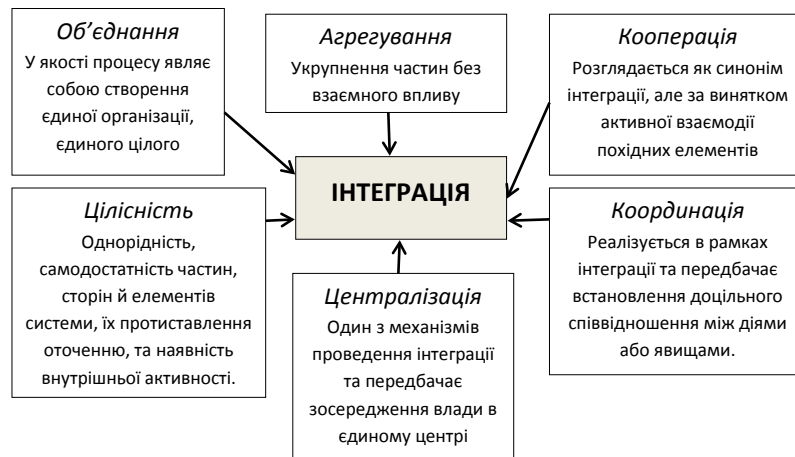 Об’єднання
У якості процесу являє
собою створення
єдиної організації,
єдиного цілого
Агрегування
Укрупнення частин без
взаємного впливу
Кооперація
Розглядається як синонім
інтеграції, але за винятком
активної взаємодії
похідних елементів
ІНТЕГРАЦІЯ
Цілісність
Однорідність,
самодостатність частин,
сторін й елементів
системи, їх протиставлення
оточенню, та наявність
внутрішньої активності.
Централізація
Один з механізмів
проведення інтеграції
та передбачає
зосередження влади в
єдиному центрі
Координація
Реалізується в рамках
інтеграції та передбачає
встановлення доцільного
співвідношення між діями
або явищами.